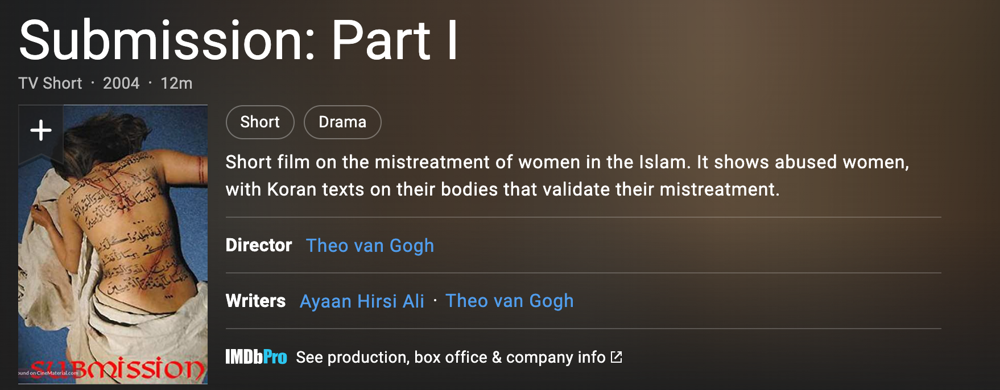 Submission: Part I
TV Short · 2004 · 12m
Short
Drama
Short film on the mistreatment of women in the Islam. It shows abused women,
with Koran texts on their bodies that validate their mistreatment.
Director Theo van Gogh
Writers Ayaan Hirsi Ali · Theo van Gogh
IMDbPro See production, box office & company info
submission
ound on CineMaterial.com